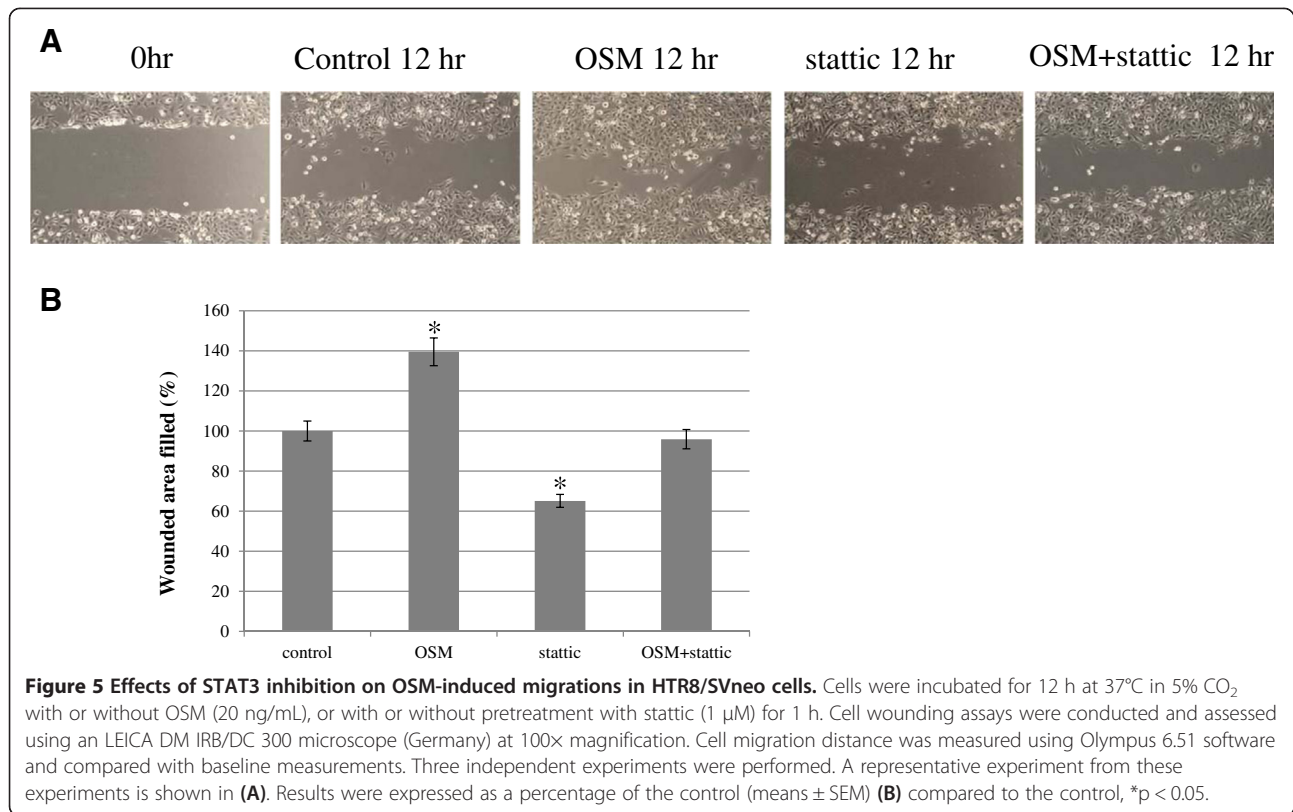 A
0hr
Control 12 hr
OSM 12 hr
stattic 12 hr
OSM+stattic 12 hr
B
Wounded area filled (%)
160
140
120
100
80
60
40
20
0
*
*
control
OSM
stattic
OSM+stattic
Figure 5 Effects of STAT3 inhibition on OSM-induced migrations in HTR8/SVneo cells. Cells were incubated for 12 h at 37°C in 5% CO₂
with or without OSM (20 ng/mL), or with or without pretreatment with stattic (1 μM) for 1 h. Cell wounding assays were conducted and assessed
using an LEICA DM IRB/DC 300 microscope (Germany) at 100× magnification. Cell migration distance was measured using Olympus 6.51 software
and compared with baseline measurements. Three independent experiments were performed. A representative experiment from these
experiments is shown in (A). Results were expressed as a percentage of the control (means ± SEM) (B) compared to the control, *p < 0.05.